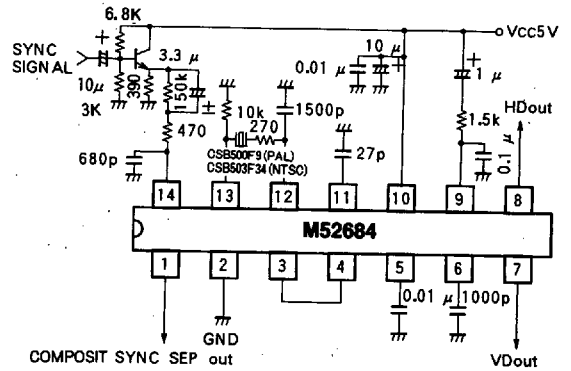 6.8K
Vcc5V
SYNC
SIGNAL
+
3.3 μ
10 μ
+
0.01 μ
+
1 μ
10μ
390
150k
±
3K
10k
270
1500p
1.5k
HDout
470
0.1 μ
680p
CSB500F9(PAL)
CSB503F34(NTSC)
27p
14
13
12
11
10
9
8
M52684
1
2
3
4
5
6
7
0.01 μ
1000p
GND
COMPOSIT SYNC SEP out
VDout